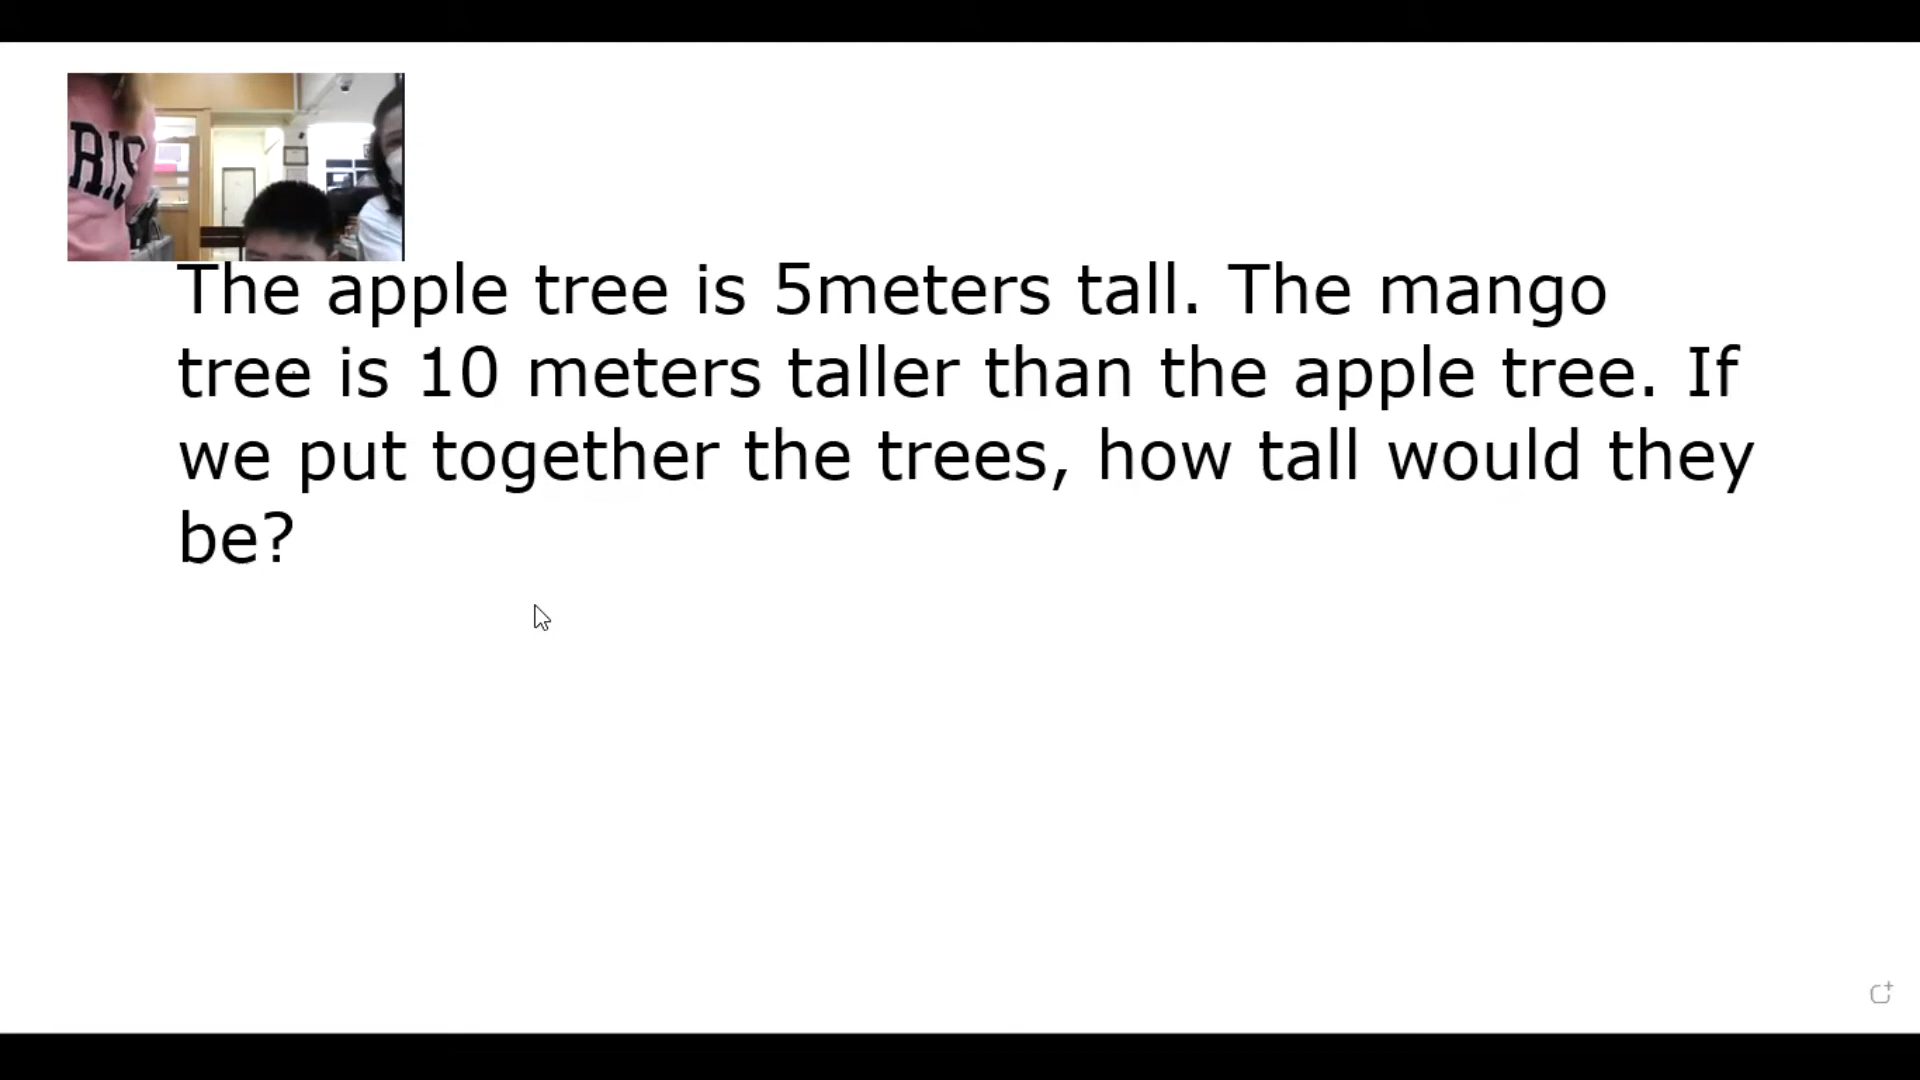 RIS
The apple tree is 5meters tall. The mango
tree is 10 meters taller than the apple tree. If
we put together the trees, how tall would they
be?